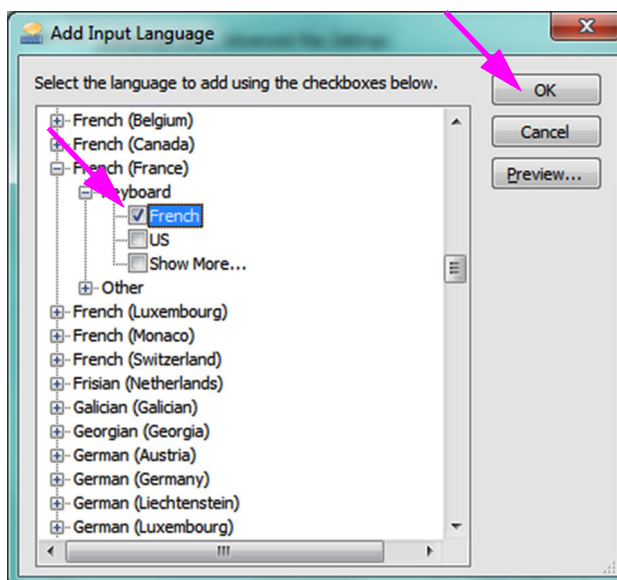 Add Input Language
Select the language to add using the checkboxes below.
OK
Cancel
Preview...
French (Belgium)
French (Canada)
French (France)
Keyboard
French
US
Show More...
Other
French (Luxembourg)
French (Monaco)
French (Switzerland)
Frisian (Netherlands)
Galician (Galician)
Georgian (Georgia)
German (Austria)
German (Germany)
German (Liechtenstein)
German (Luxembourg)